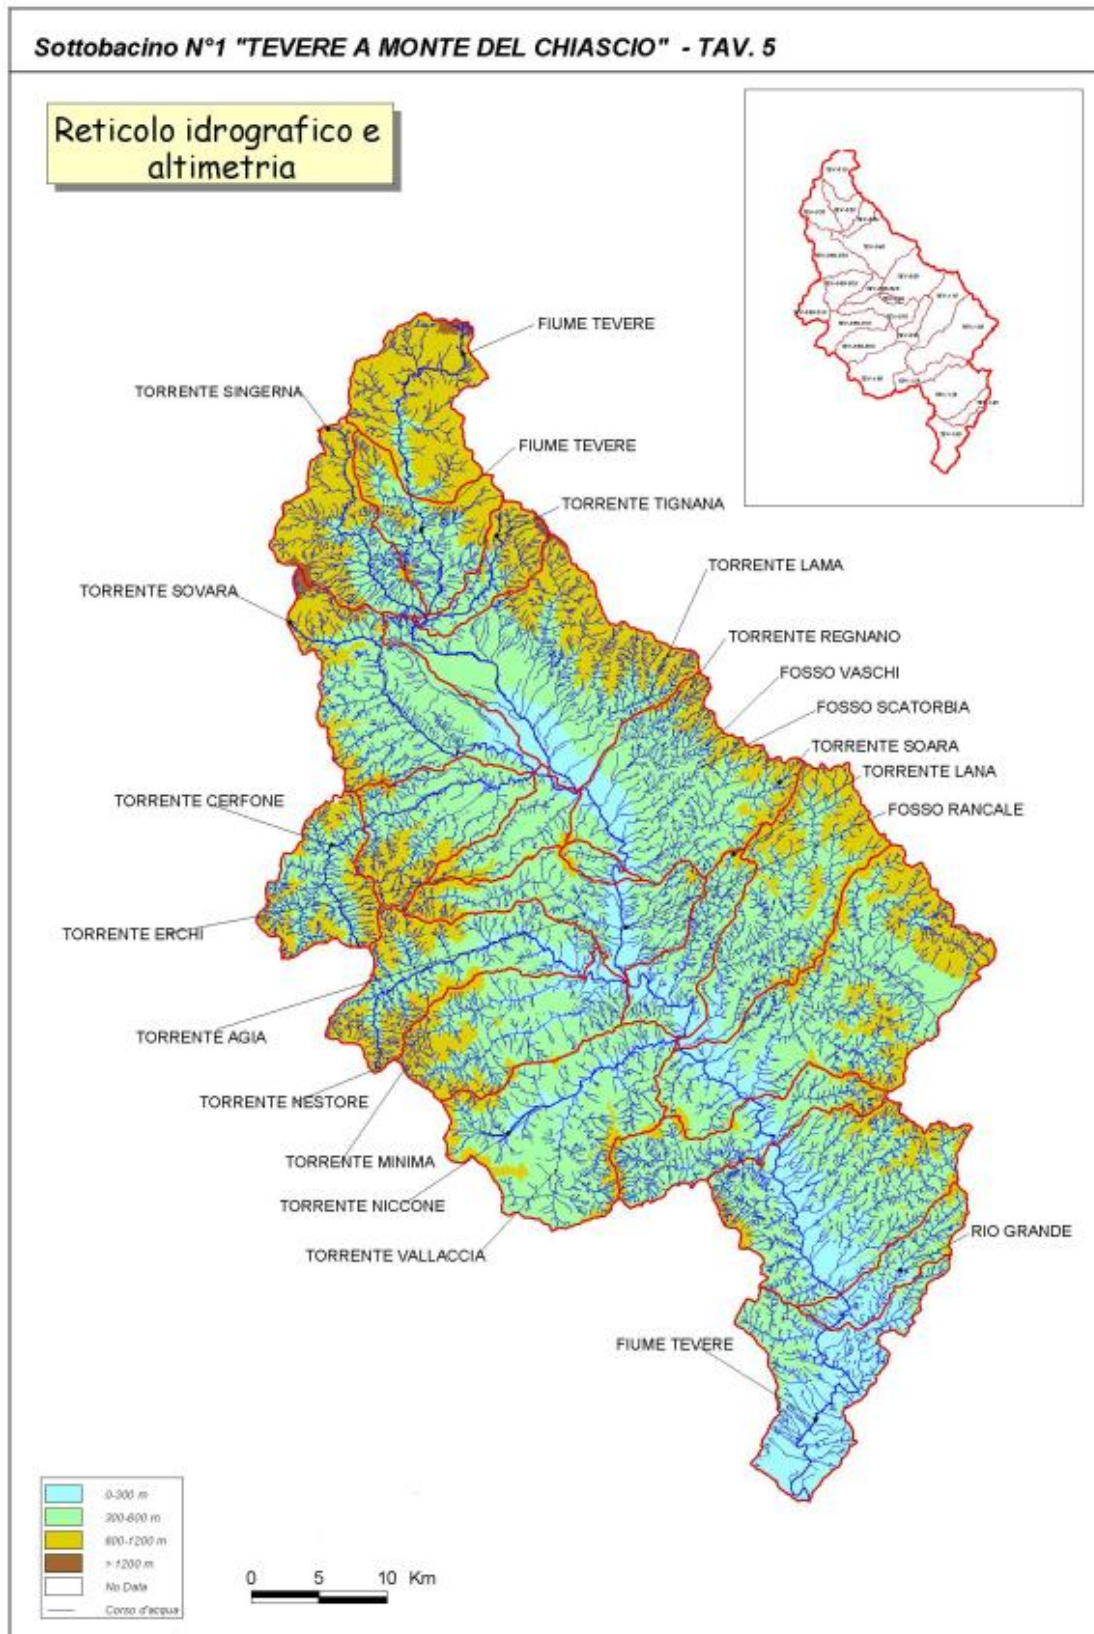 Sottobacino N°1 "TEVERE A MONTE DEL CHIASCIO" - TAV. 5
Reticolo idrografico e
altimetria
FIUME TEVERE
TORRENTE SINGERNA
FIUME TEVERE
TORRENTE TIGNANA
TORRENTE LAMA
TORRENTE SOVARA
TORRENTE REGNANO
FOSSO VASCHI
FOSSO SCATORBIA
TORRENTE SOARA
TORRENTE LANA
TORRENTE CERFONE
FOSSO RANCALE
TORRENTE ERCHI
TORRENTE AGIA
TORRENTE NESTORE
TORRENTE MINIMA
TORRENTE NICCONE
RIO GRANDE
TORRENTE VALLACCIA
FIUME TEVERE
0-300 m
300-600 m
600-1200 m
> 1200 m
No Data
Corso d'acqua
0 5 10 Km